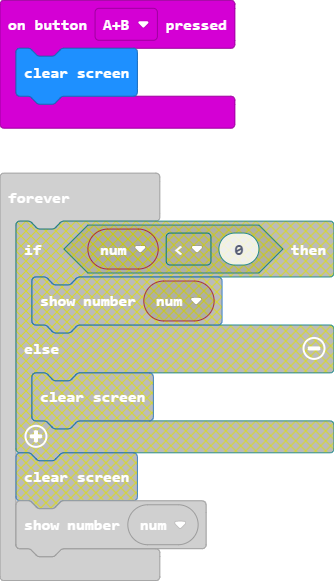 on button A+B pressed
clear screen
forever
if num < 0 then
show number num
else
clear screen
clear screen
show number num